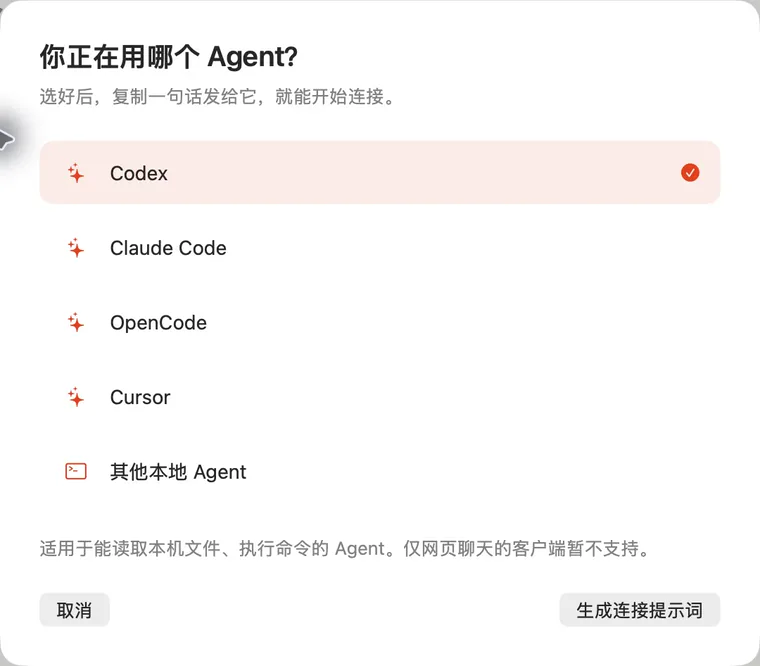 你正在用哪个 Agent?
选好后，复制一句话发给它，就能开始连接。
Codex
Claude Code
OpenCode
Cursor
其他本地 Agent
适用于能读取本机文件、执行命令的 Agent。仅网页聊天的客户端暂不支持。
取消
生成连接提示词